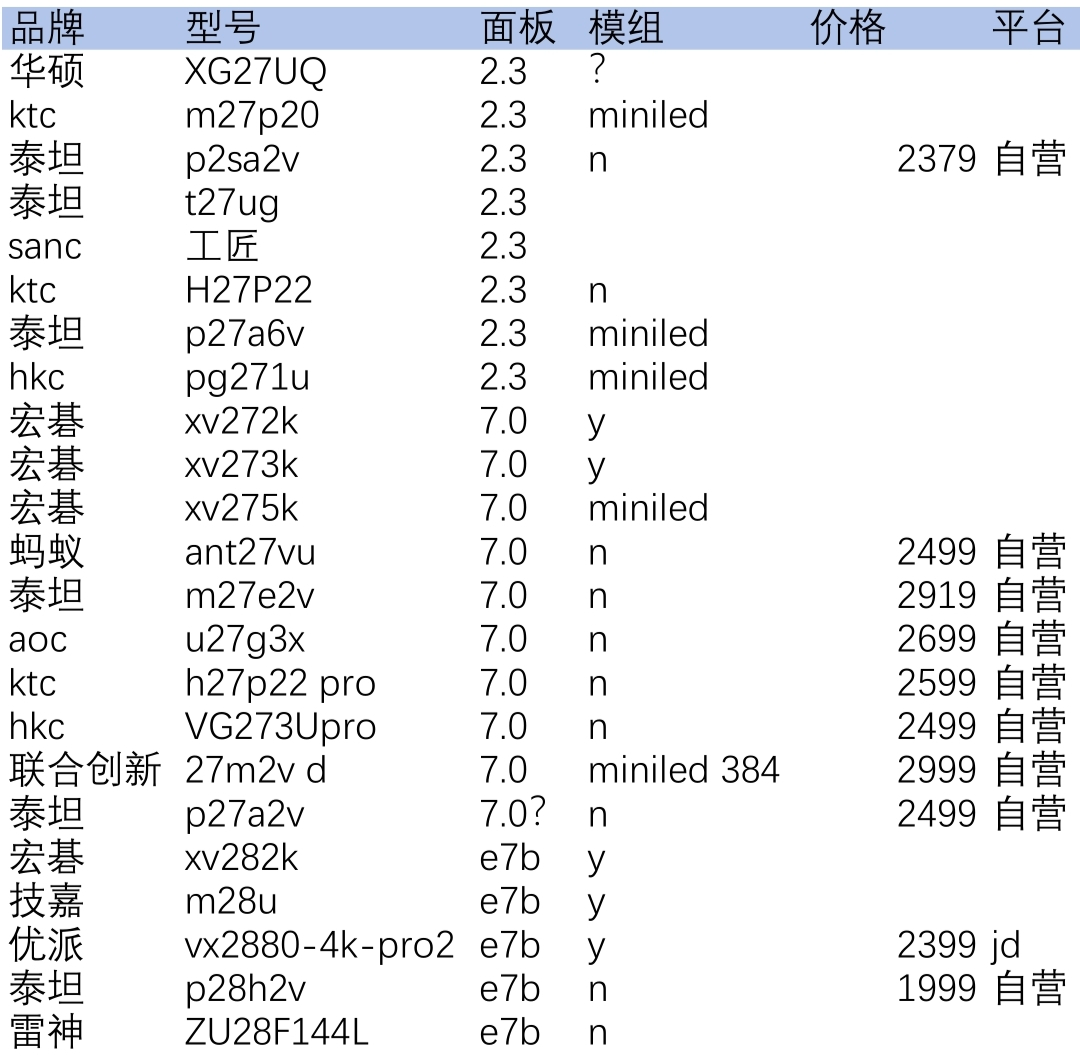 品牌 型号 面板 模组 价格 平台
华硕 XG27UQ 2.3 ?
ktc m27p20 2.3 miniled
泰坦 p2sa2v 2.3 n 2379 自营
泰坦 t27ug 2.3
sanc 工匠 2.3
ktc H27P22 2.3 n
泰坦 p27a6v 2.3 miniled
hkc pg271u 2.3 miniled
宏碁 xv272k 7.0 y
宏碁 xv273k 7.0 y
宏碁 xv275k 7.0 miniled
蚂蚁 ant27vu 7.0 n 2499 自营
泰坦 m27e2v 7.0 n 2919 自营
aoc u27g3x 7.0 n 2699 自营
ktc h27p22 pro 7.0 n 2599 自营
hkc VG273Upro 7.0 n 2499 自营
联合创新 27m2v d 7.0 miniled 384 2999 自营
泰坦 p27a2v 7.0? n 2499 自营
宏碁 xv282k e7b y
技嘉 m28u e7b y
优派 vx2880-4k-pro2 e7b y 2399 jd
泰坦 p28h2v e7b n 1999 自营
雷神 ZU28F144L e7b n